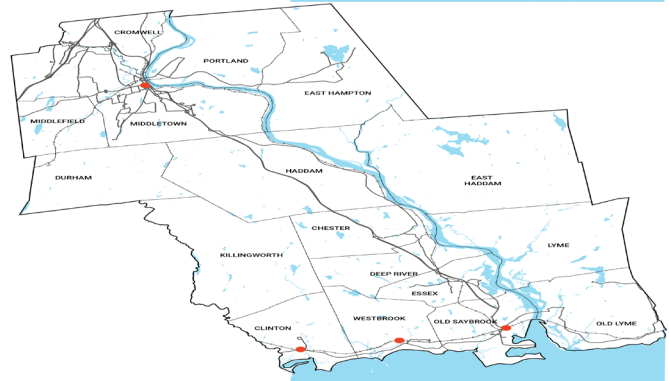 CROMWELL
PORTLAND
EAST HAMPTON
MIDDLEFIELD
MIDDLETOWN
DURHAM
HADDAM
EAST
HADDAM
CHESTER
LYME
KILLINGWORTH
DEEP RIVER
ESSEX
WESTBROOK
OLD SAYBROOK
OLD LYME
CLINTON